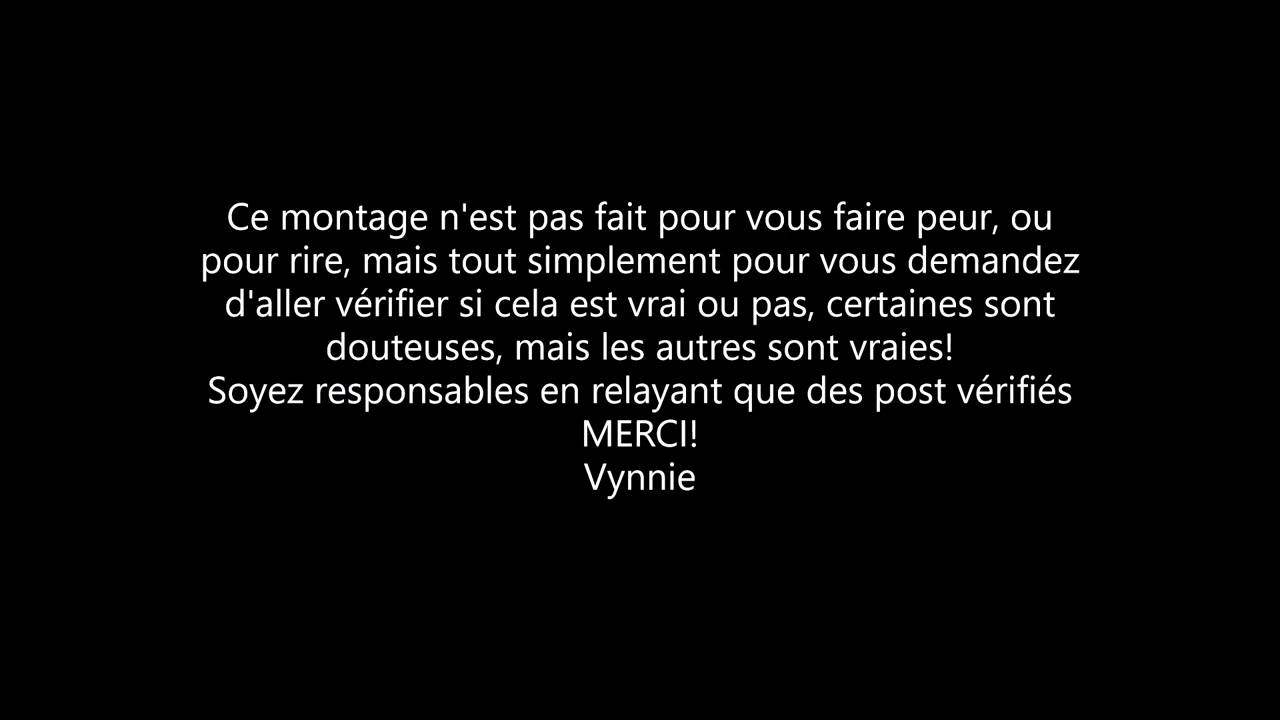 Ce montage n'est pas fait pour vous faire peur, ou
pour rire, mais tout simplement pour vous demandez
d'aller vérifier si cela est vrai ou pas, certaines sont
douteuses, mais les autres sont vraies!
Soyez responsables en relayant que des post vérifiés
MERCI!
Vynnie